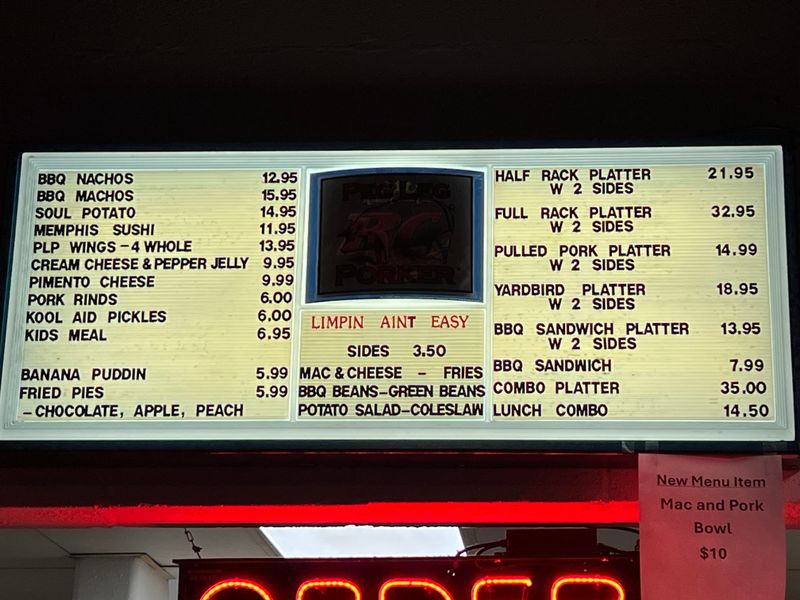 BBQ NACHOS 12.95
BBQ MACHOS 15.95
SOUL POTATO 14.95
MEMPHIS SUSHI 11.95
PLP WINGS - 4 WHOLE 13.95
CREAM CHEESE & PEPPER JELLY 9.95
PIMENTO CHEESE 9.99
PORK RINDS 6.00
KOOL AID PICKLES 6.00
KIDS MEAL 6.95
BANANA PUDDIN 5.99
FRIED PIES 5.99
- CHOCOLATE, APPLE, PEACH
PEG LEG
PORKER
LIMPIN AINT EASY
SIDES 3.50
MAC & CHEESE - FRIES
BBQ BEANS-GREEN BEANS
POTATO SALAD-COLESLAW
HALF RACK PLATTER 21.95
W 2 SIDES
FULL RACK PLATTER 32.95
W 2 SIDES
PULLED PORK PLATTER 14.99
W 2 SIDES
YARDBIRD PLATTER 18.95
W 2 SIDES
BBQ SANDWICH PLATTER 13.95
W 2 SIDES
BBQ SANDWICH 7.99
COMBO PLATTER 35.00
LUNCH COMBO 14.50
New Menu Item
Mac and Pork
Bowl
$10
ORDER